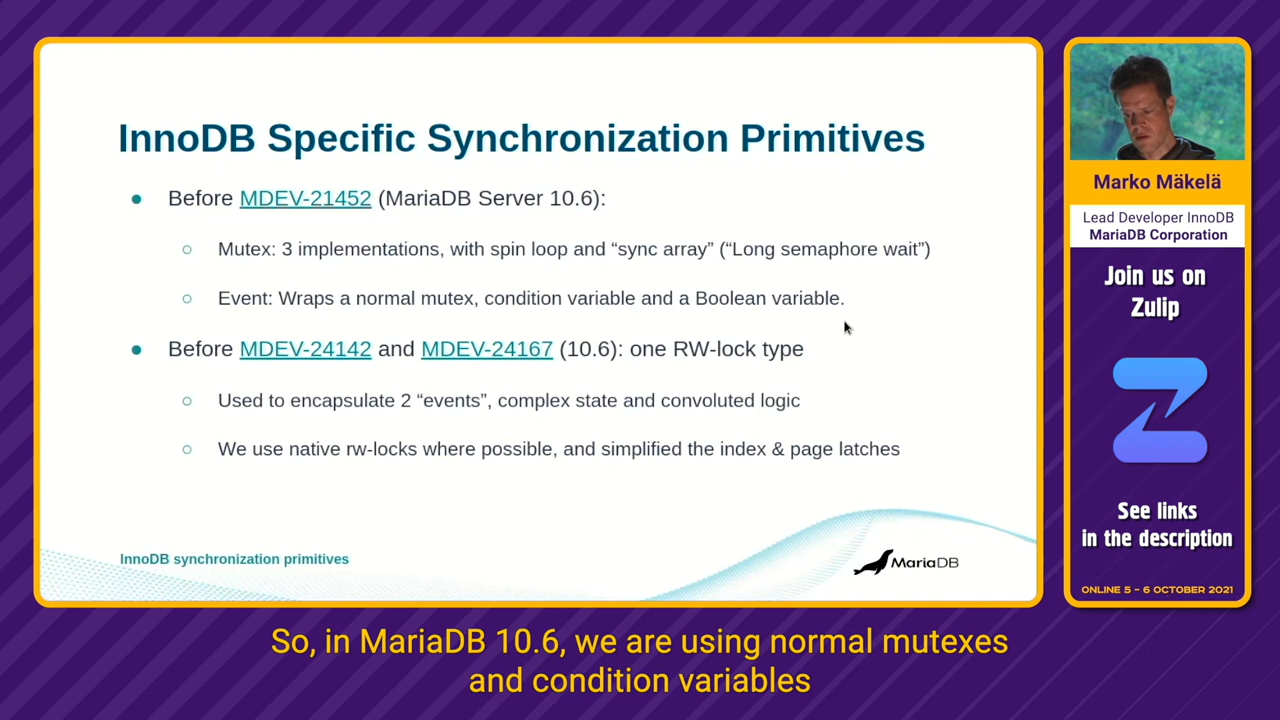 InnoDB Specific Synchronization Primitives
● Before MDEV-21452 (MariaDB Server 10.6):
○ Mutex: 3 implementations, with spin loop and “sync array” (“Long semaphore wait”)
○ Event: Wraps a normal mutex, condition variable and a Boolean variable.
● Before MDEV-24142 and MDEV-24167 (10.6): one RW-lock type
○ Used to encapsulate 2 “events”, complex state and convoluted logic
○ We use native rw-locks where possible, and simplified the index & page latches
InnoDB synchronization primitives
MariaDB
Marko Mäkelä
Lead Developer InnoDB
MariaDB Corporation
Join us on
Zulip
See links
in the description
ONLINE 5 – 6 OCTOBER 2021
So, in MariaDB 10.6, we are using normal mutexes
and condition variables